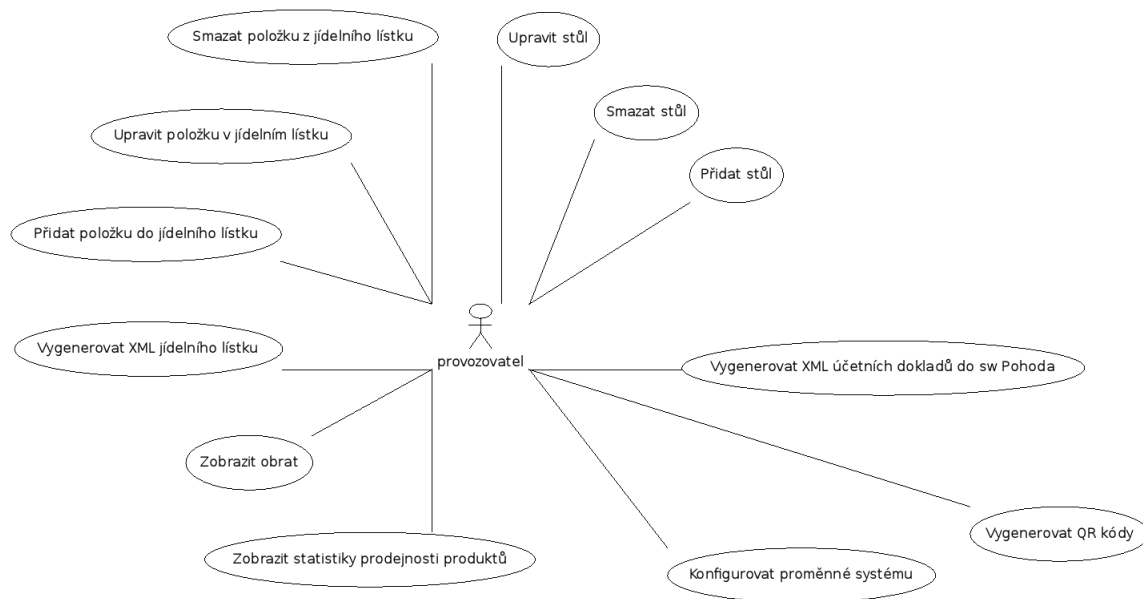 Smazat položku z jídelního lístku
Upravit stůl
Smazat stůl
Upravit položku v jídelním lístku
Přidat stůl
Přidat položku do jídelního lístku
Vygenerovat XML jídelního lístku
provozovatel
Vygenerovat XML účetních dokladů do sw Pohoda
Zobrazit obrat
Vygenerovat QR kódy
Zobrazit statistiky prodejnosti produktů
Konfigurovat proměnné systému